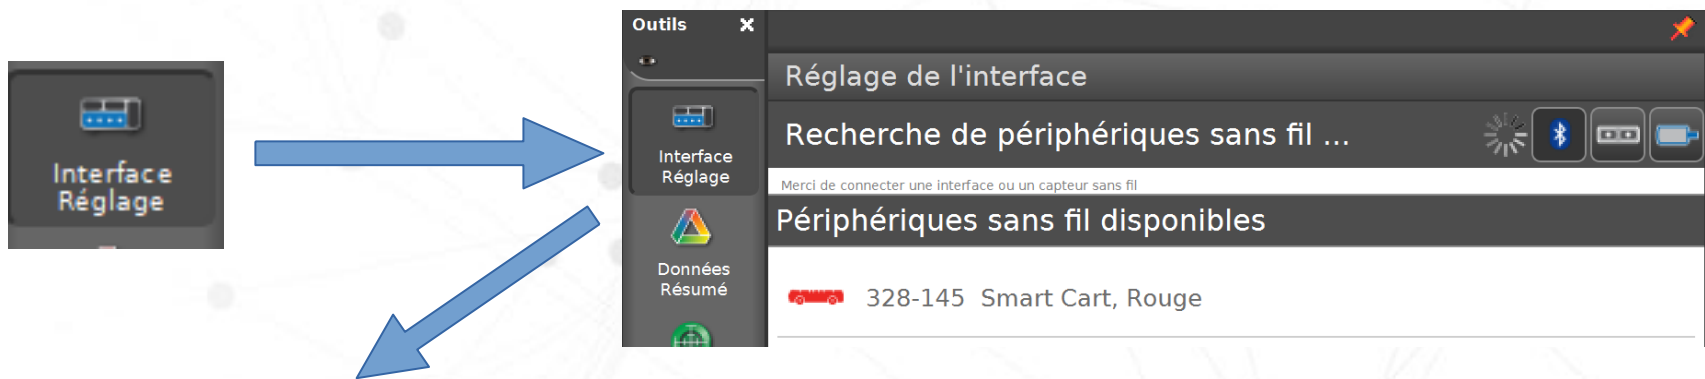 Interface
Réglage
Outils
Réglage de l'interface
Recherche de périphériques sans fil ...
Merci de connecter une interface ou un capteur sans fil
Interface
Réglage
Périphériques sans fil disponibles
Données
Résumé
328-145 Smart Cart, Rouge